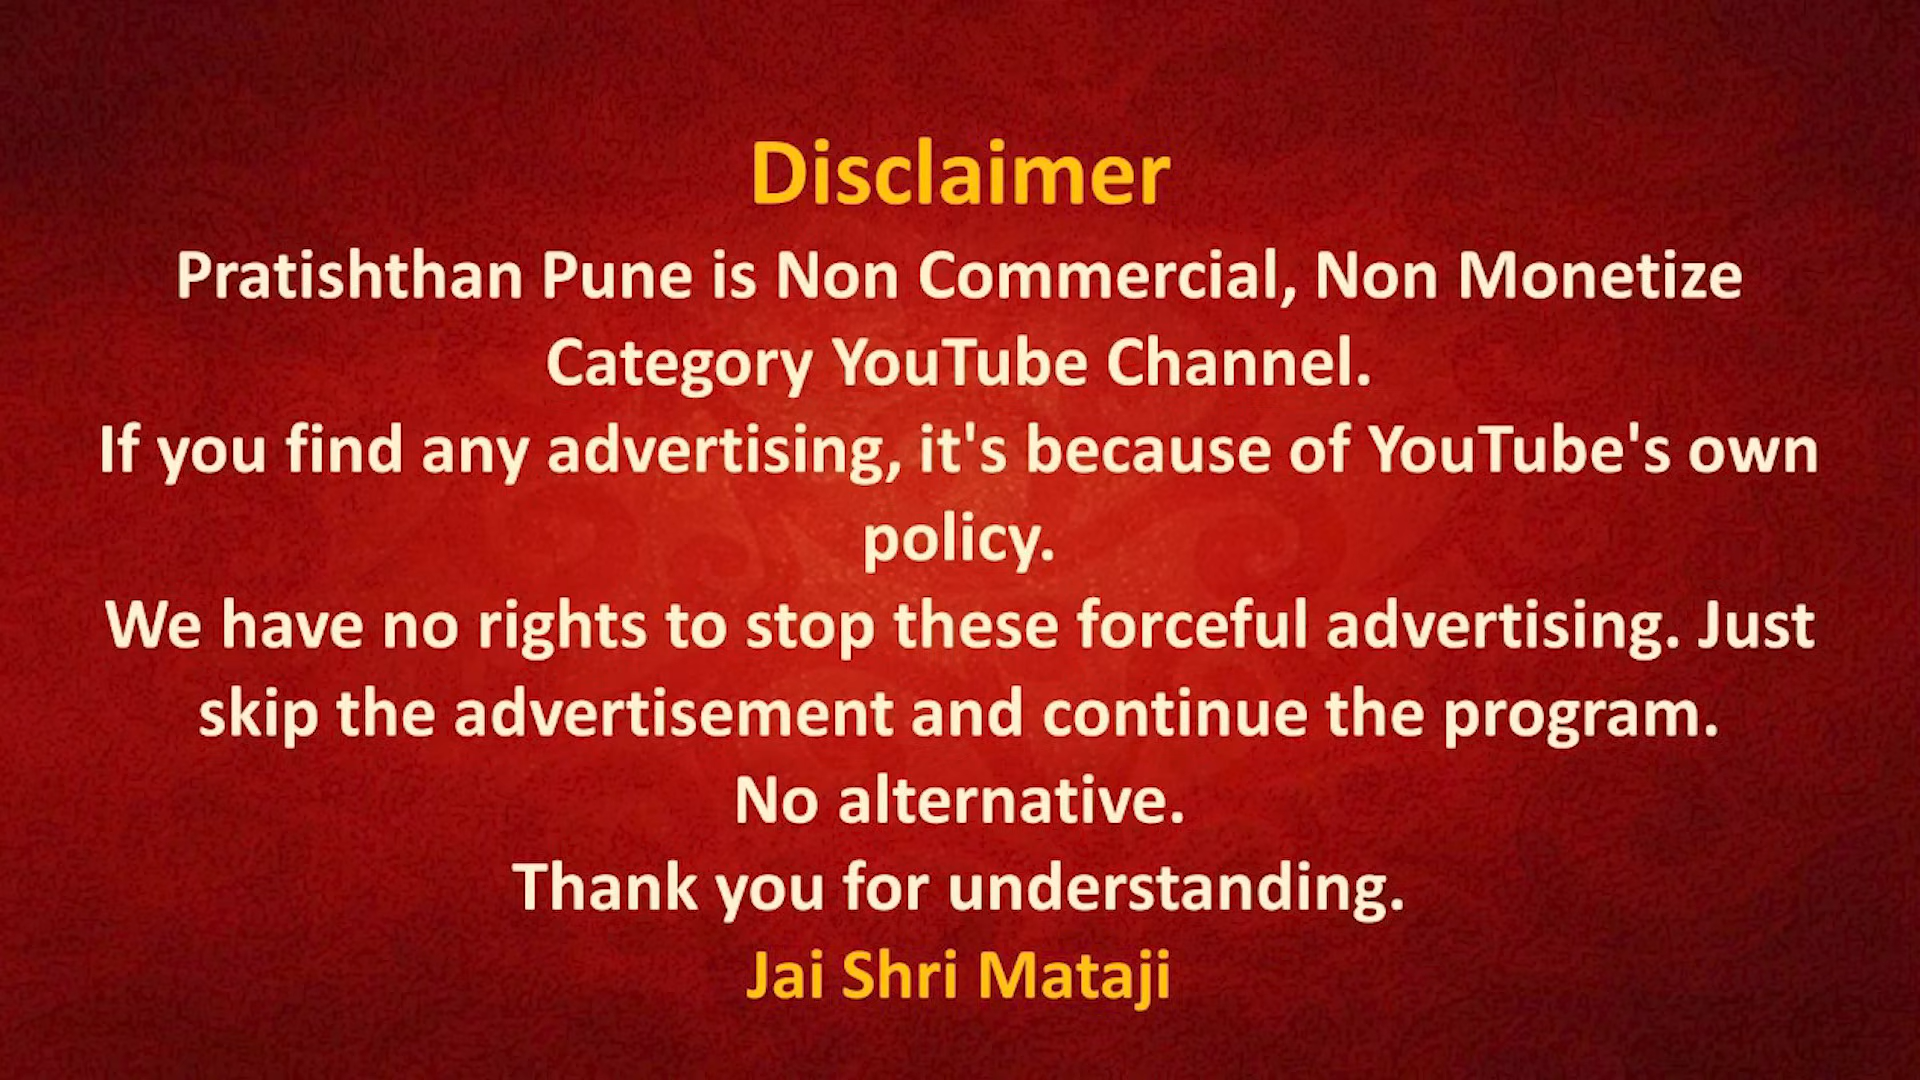 Disclaimer
Pratishthan Pune is Non Commercial, Non Monetize
Category YouTube Channel.
If you find any advertising, it's because of YouTube's own
policy.
We have no rights to stop these forceful advertising. Just
skip the advertisement and continue the program.
No alternative.
Thank you for understanding.
Jai Shri Mataji